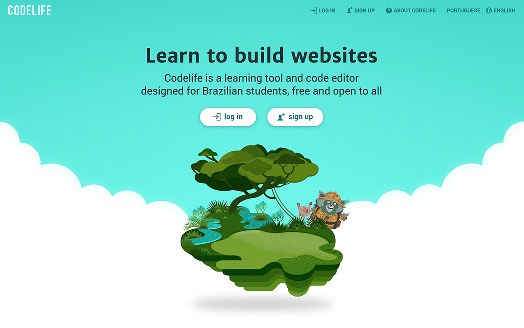 CODELIFE
LOG IN SIGN UP ABOUT CODELIFE PORTUGUESE | ENGLISH
Learn to build websites
Codelife is a learning tool and code editor
designed for Brazilian students, free and open to all
log in sign up